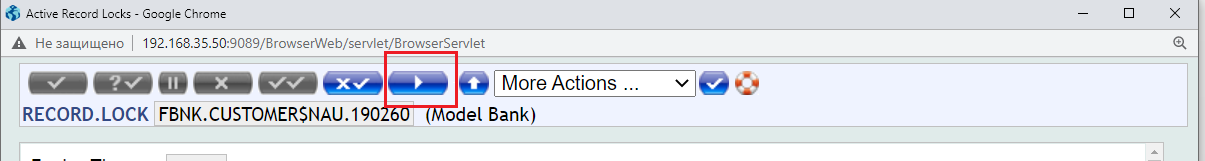 Active Record Locks - Google Chrome
Не защищено | 192.168.35.50:9089/BrowserWeb/servlet/BrowserServlet
More Actions ...
RECORD.LOCK FBNK.CUSTOMER$NAU.190260 (Model Bank)